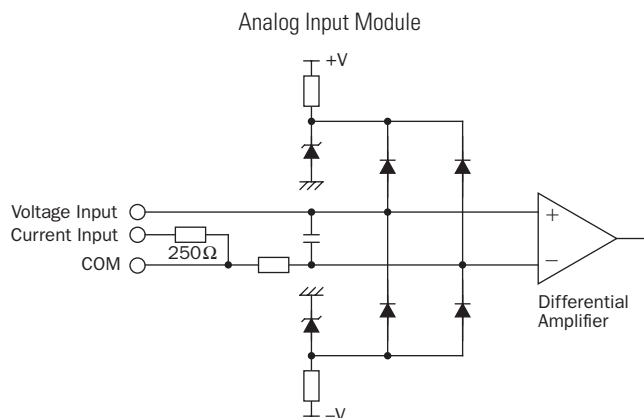 Analog Input Module
+V
Voltage Input
Current Input
250Ω
COM
+
−
Differential
Amplifier
−V